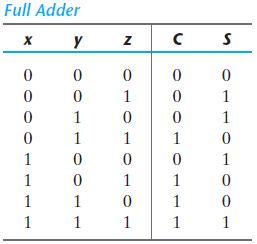 Full Adder
x y z C S
0 0 0 0 0
0 0 1 0 1
0 1 0 0 1
0 1 1 1 0
1 0 0 0 1
1 0 1 1 0
1 1 0 1 0
1 1 1 1 1